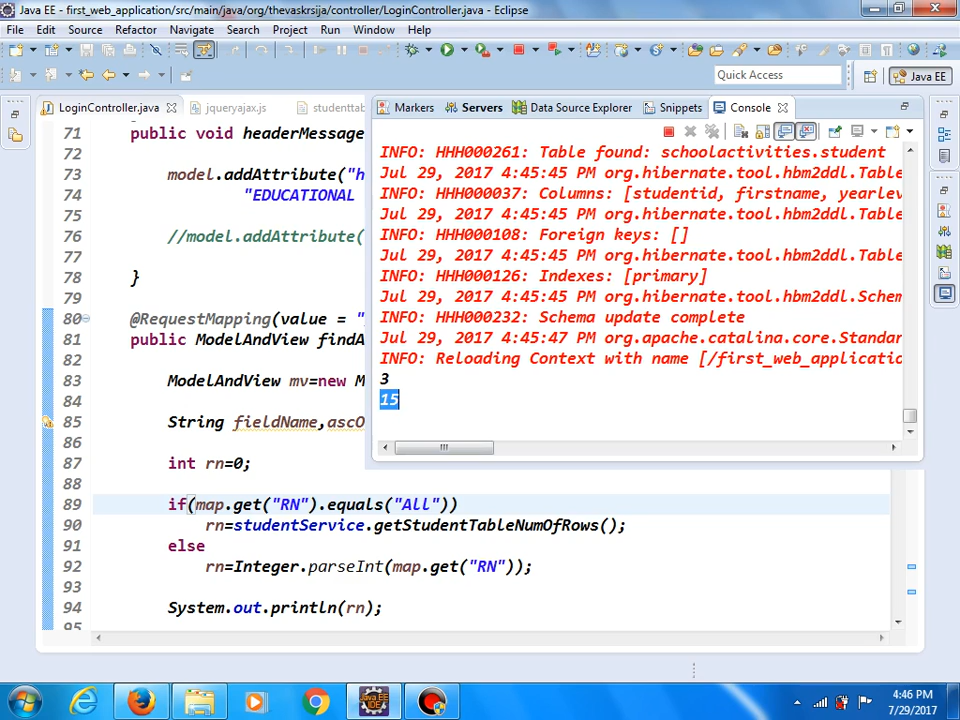 Java EE - first_web_application/src/main/java/org/thevaskrsija/controller/LoginController.java - Eclipse
File Edit Source Refactor Navigate Search Project Run Window Help
Quick Access Java EE
LoginController.java jqueryajax.js studenttab
Markers Servers Data Source Explorer Snippets Console
INFO: HHH000261: Table found: schoolactivities.student
Jul 29, 2017 4:45:45 PM org.hibernate.tool.hbm2ddl.Table
INFO: HHH000037: Columns: [studentid, firstname, yearlev
Jul 29, 2017 4:45:45 PM org.hibernate.tool.hbm2ddl.Table
INFO: HHH000108: Foreign keys: []
Jul 29, 2017 4:45:45 PM org.hibernate.tool.hbm2ddl.Table
INFO: HHH000126: Indexes: [primary]
Jul 29, 2017 4:45:45 PM org.hibernate.tool.hbm2ddl.Schem
INFO: HHH000232: Schema update complete
Jul 29, 2017 4:45:47 PM org.apache.catalina.core.Standar
INFO: Reloading Context with name [/first_web_applicatio
3
15
71 public void headerMessage
72
73 model.addAttribute("h
74 "EDUCATIONAL
75
76 //model.addAttribute(
77
78 }
79
80 @RequestMapping(value = "
81 public ModelAndView findA
82
83 ModelAndView mv=new M
84
85 String fieldName,ascO
86
87 int rn=0;
88
89 if(map.get("RN").equals("All"))
90 rn=studentService.getStudentTableNumOfRows();
91 else
92 rn=Integer.parseInt(map.get("RN"));
93
94 System.out.println(rn);
95
Java EE
IDE
4:46 PM
7/29/2017